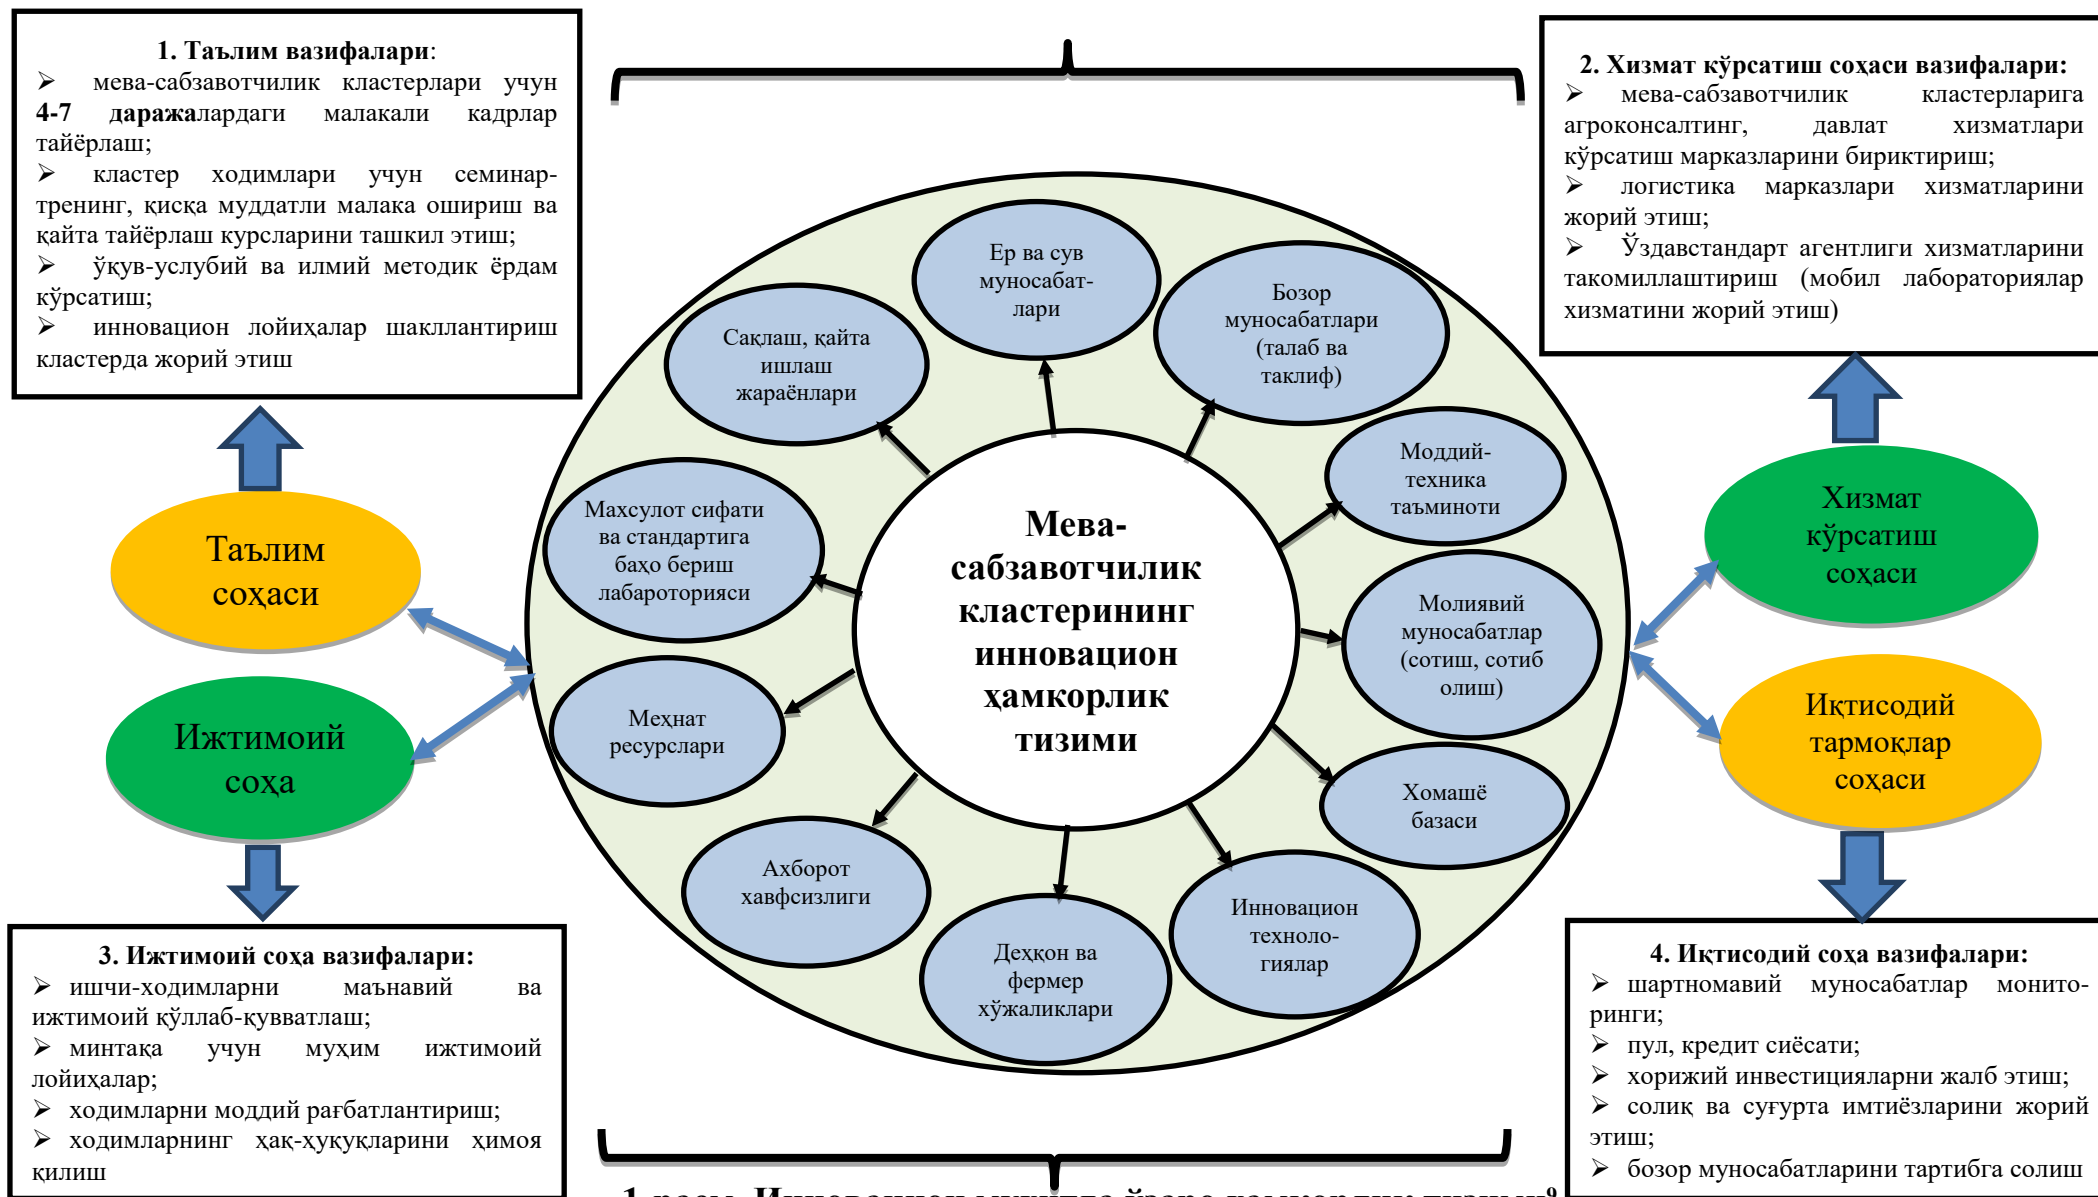 1. Таълим вазифалари:
➢ мева-сабзавотчилик кластерлари учун
4-7 даражалардаги малакали кадрлар
тайёрлаш;
➢ кластер ходимлари учун семинар-
тренинг, қисқа муддатли малака ошириш ва
қайта тайёрлаш курсларини ташкил этиш;
➢ ўқув-услубий ва илмий методик ёрдам
кўрсатиш;
➢ инновацион лойиҳалар шакллантириш
кластерда жорий этиш
2. Хизмат кўрсатиш соҳаси вазифалари:
➢ мева-сабзавотчилик кластерларига
агроконсалтинг, давлат хизматлари
кўрсатиш марказларини бириктириш;
➢ логистика марказлари хизматларини
жорий этиш;
➢ Ўздавстандарт агентлиги хизматларини
такомиллаштириш (мобил лабораториялар
хизматини жорий этиш)
Ер ва сув
муносабат-
лари
Бозор
муносабатлари
(талаб ва
таклиф)
Сақлаш, қайта
ишлаш
жараёнлари
Моддий-
техника
таъминоти
Махсулот сифати
ва стандартига
баҳо бериш
лабароторияси
Мева-
сабзавотчилик
кластерининг
инновацион
ҳамкорлик
тизими
Молиявий
муносабатлар
(сотиш, сотиб
олиш)
Меҳнат
ресурслари
Хомашё
базаси
Ахборот
хавфсизлиги
Деҳқон ва
фермер
хўжаликлари
Инновацион
техноло-
гиялар
Таълим
соҳаси
Ижтимоий
соҳа
Хизмат
кўрсатиш
соҳаси
Иқтисодий
тармоқлар
соҳаси
3. Ижтимоий соҳа вазифалари:
➢ ишчи-ходимларни маънавий ва
ижтимоий қўллаб-қувватлаш;
➢ минтақа учун муҳим ижтимоий
лойиҳалар;
➢ ходимларни моддий рағбатлантириш;
➢ ходимларнинг ҳақ-ҳуқуқларини ҳимоя
қилиш
4. Иқтисодий соҳа вазифалари:
➢ шартномавий муносабатлар монито-
ринги;
➢ пул, кредит сиёсати;
➢ хорижий инвестицияларни жалб этиш;
➢ солиқ ва суғурта имтиёзларини жорий
этиш;
➢ бозор муносабатларини тартибга солиш